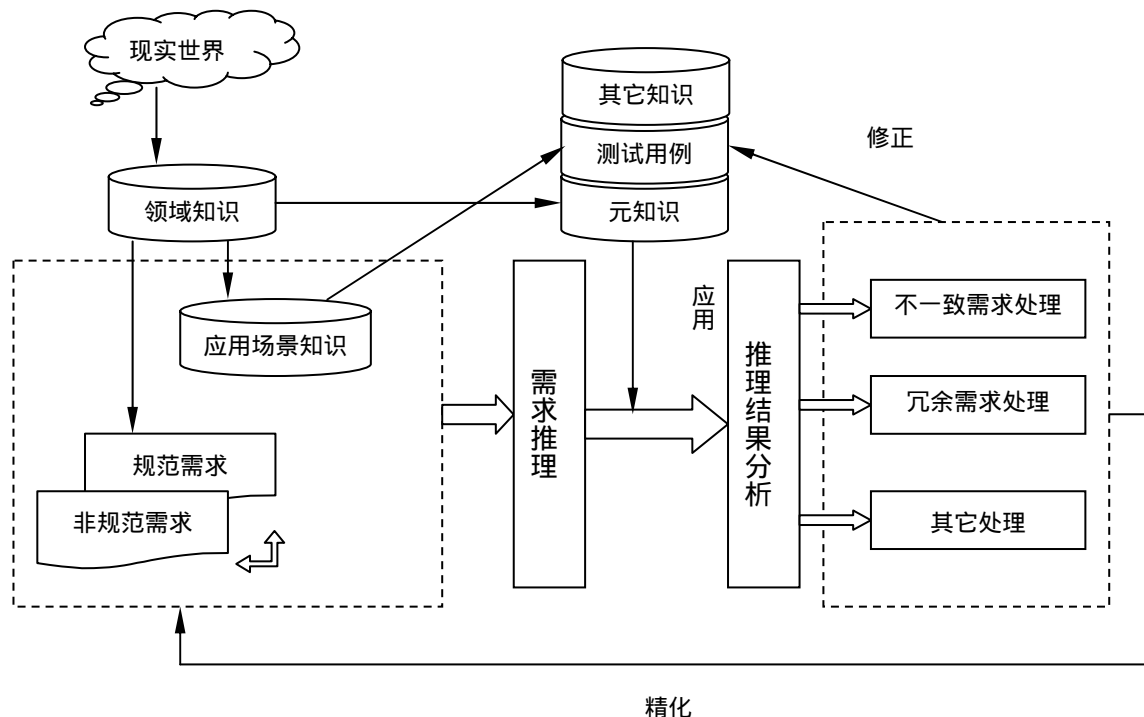 现实世界
其它知识
测试用例
修正
领域知识
元知识
应用
不一致需求处理
应用场景知识
需求推理
推理结果分析
冗余需求处理
规范需求
非规范需求
其它处理
精化